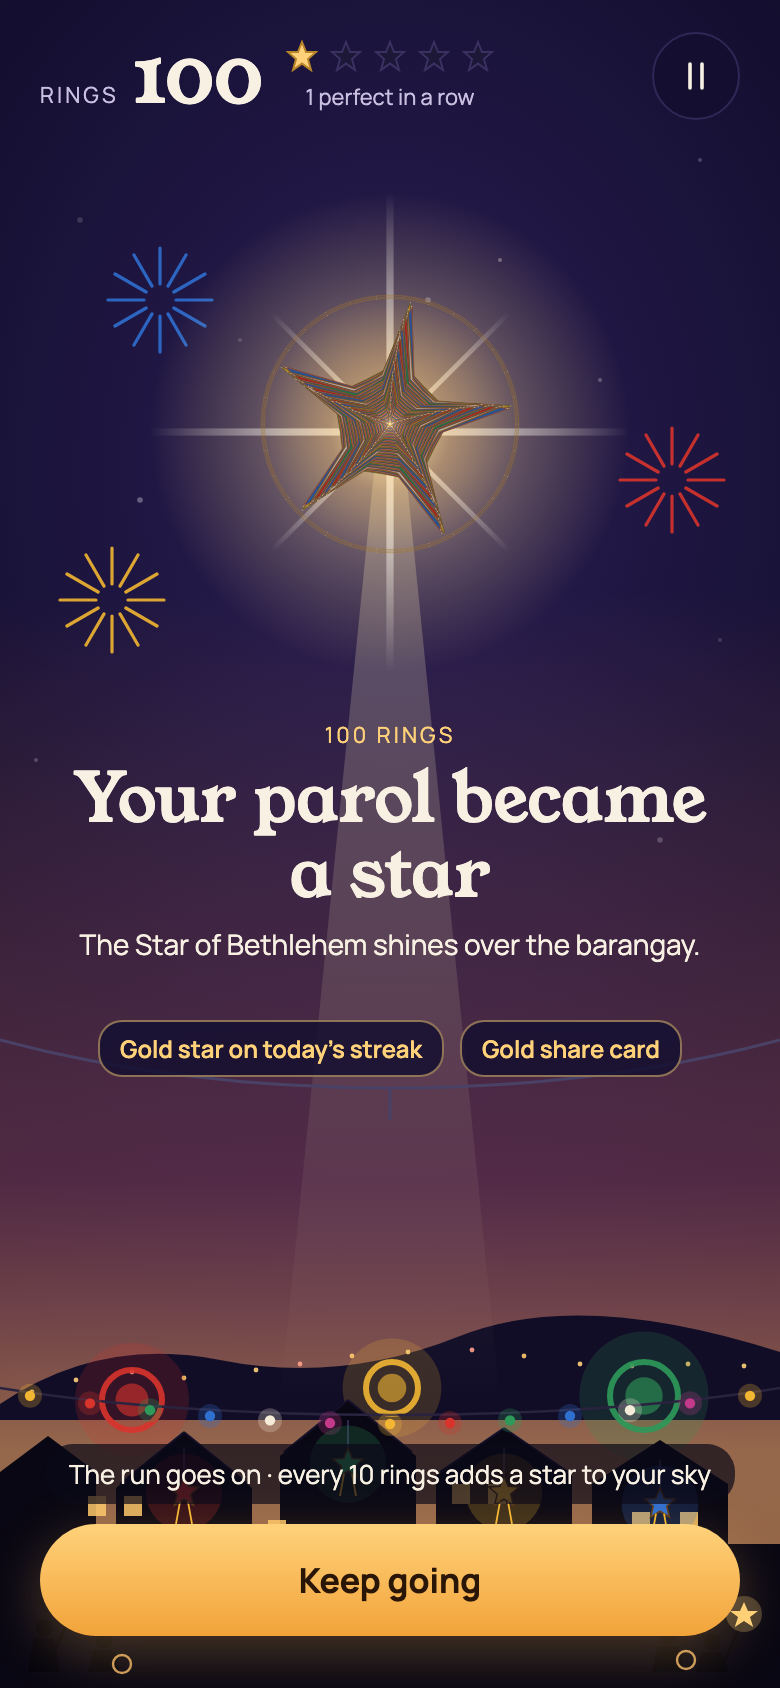 RINGS 100
1 perfect in a row
100 RINGS
Your parol became
a star
The Star of Bethlehem shines over the barangay.
Gold star on today's streak
Gold share card
The run goes on · every 10 rings adds a star to your sky
Keep going